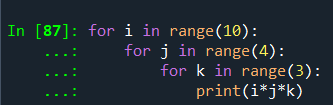 In [87]: for i in range(10):
    ...:     for j in range(4):
    ...:         for k in range(3):
    ...:             print(i*j*k)